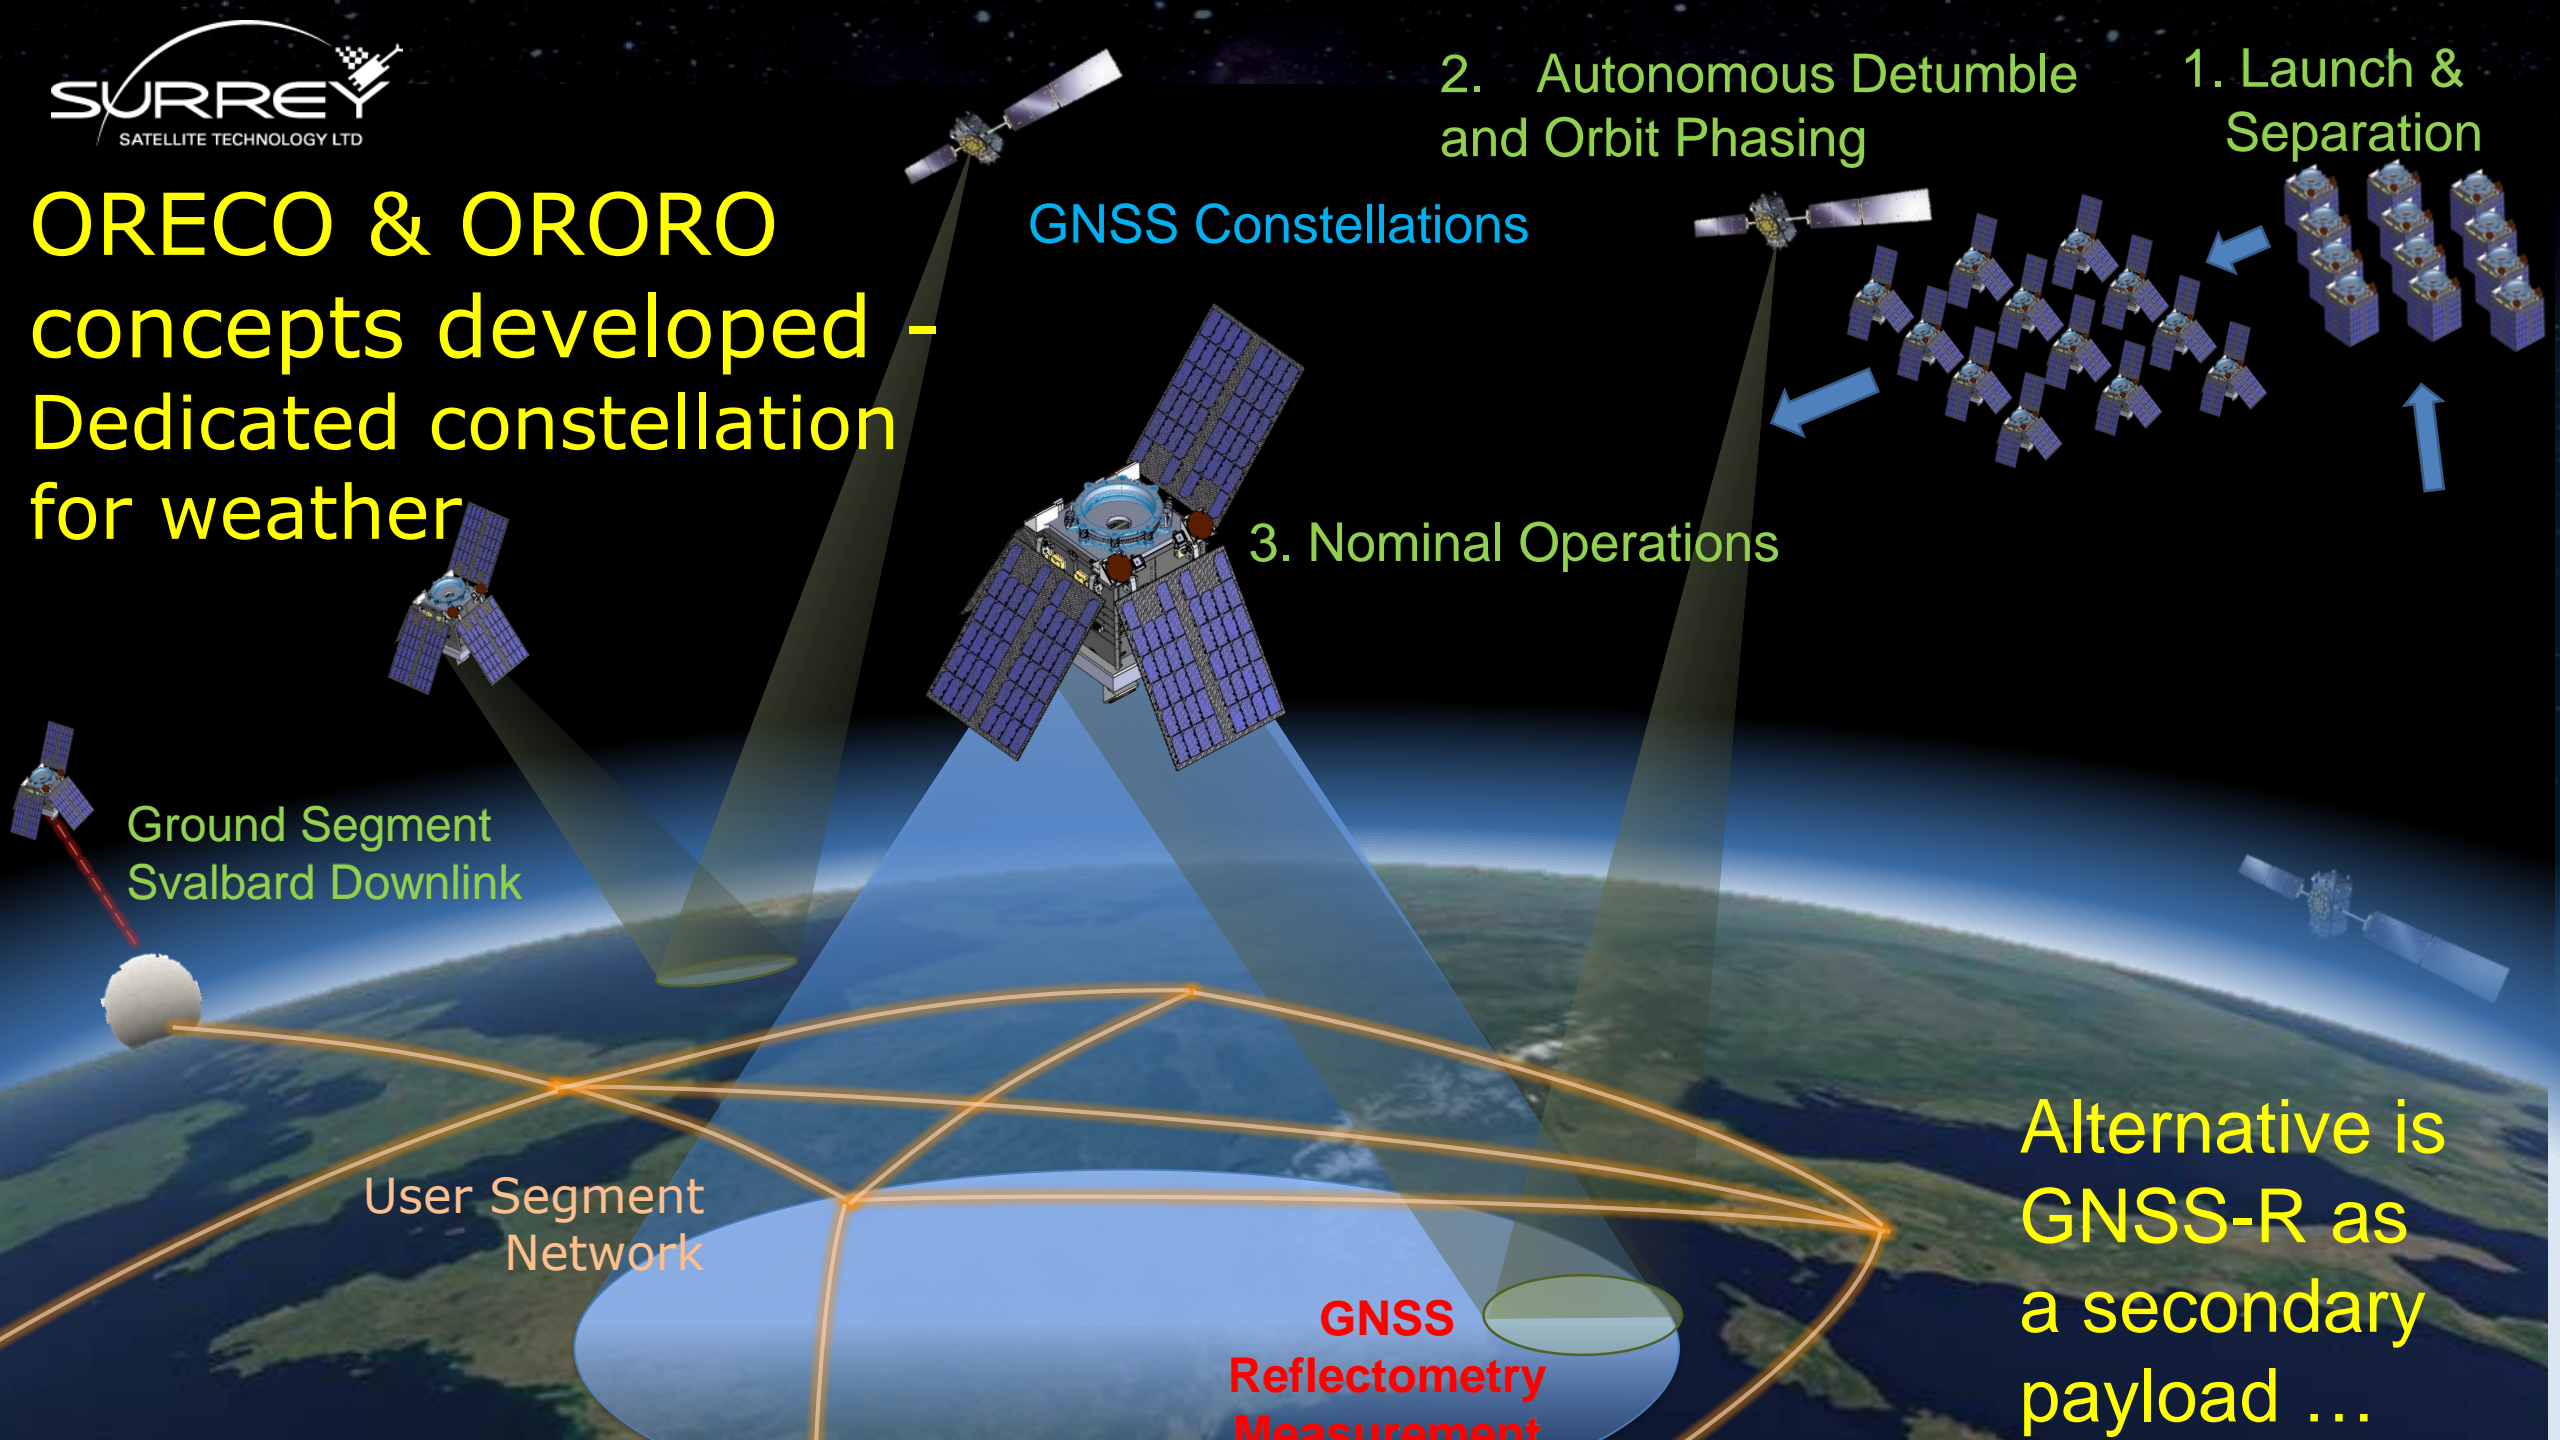 SURREY
SATELLITE TECHNOLOGY LTD
ORECO & ORORO
concepts developed -
Dedicated constellation
for weather
GNSS Constellations
2. Autonomous Detumble
and Orbit Phasing
1. Launch &
Separation
3. Nominal Operations
Ground Segment
Svalbard Downlink
User Segment
Network
GNSS
Reflectometry
Measurement
Alternative is
GNSS-R as
a secondary
payload …